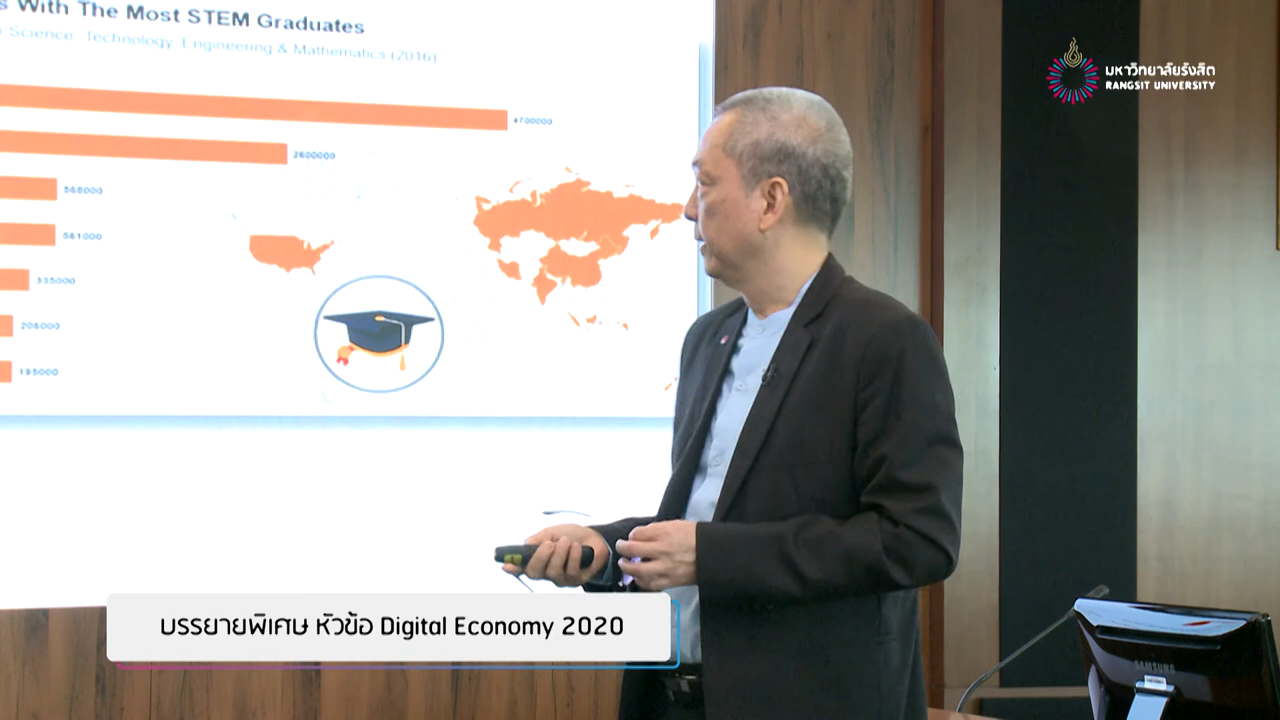 s With The Most STEM Graduates
Science, Technology, Engineering & Mathematics (2016)
4700000
2600000
568000
561000
335000
206000
195000
มหาวิทยาลัยรังสิต
RANGSIT UNIVERSITY
บรรยายพิเศษ หัวข้อ Digital Economy 2020
SAMSUNG